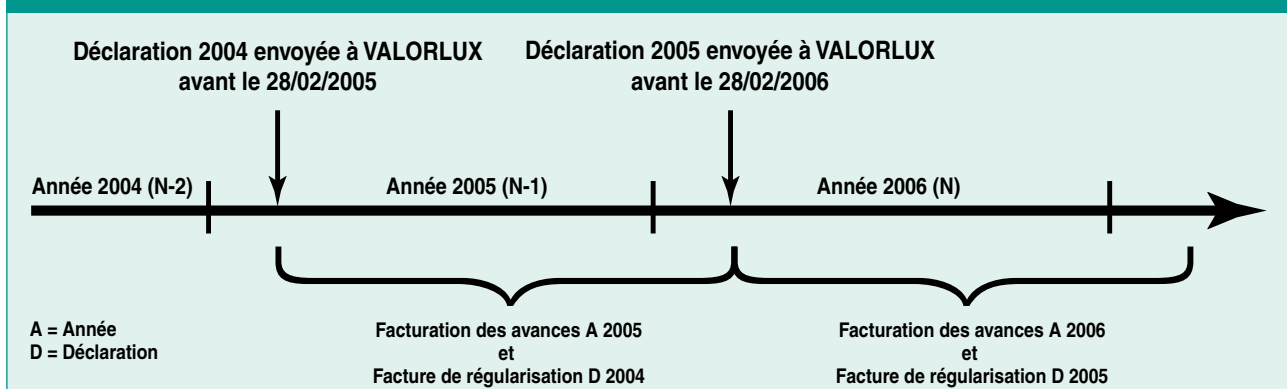 Déclaration 2004 envoyée à VALORLUX
avant le 28/02/2005
Déclaration 2005 envoyée à VALORLUX
avant le 28/02/2006
Année 2004 (N-2)
Année 2005 (N-1)
Année 2006 (N)
A = Année
D = Déclaration
Facturation des avances A 2005
et
Facture de régularisation D 2004
Facturation des avances A 2006
et
Facture de régularisation D 2005